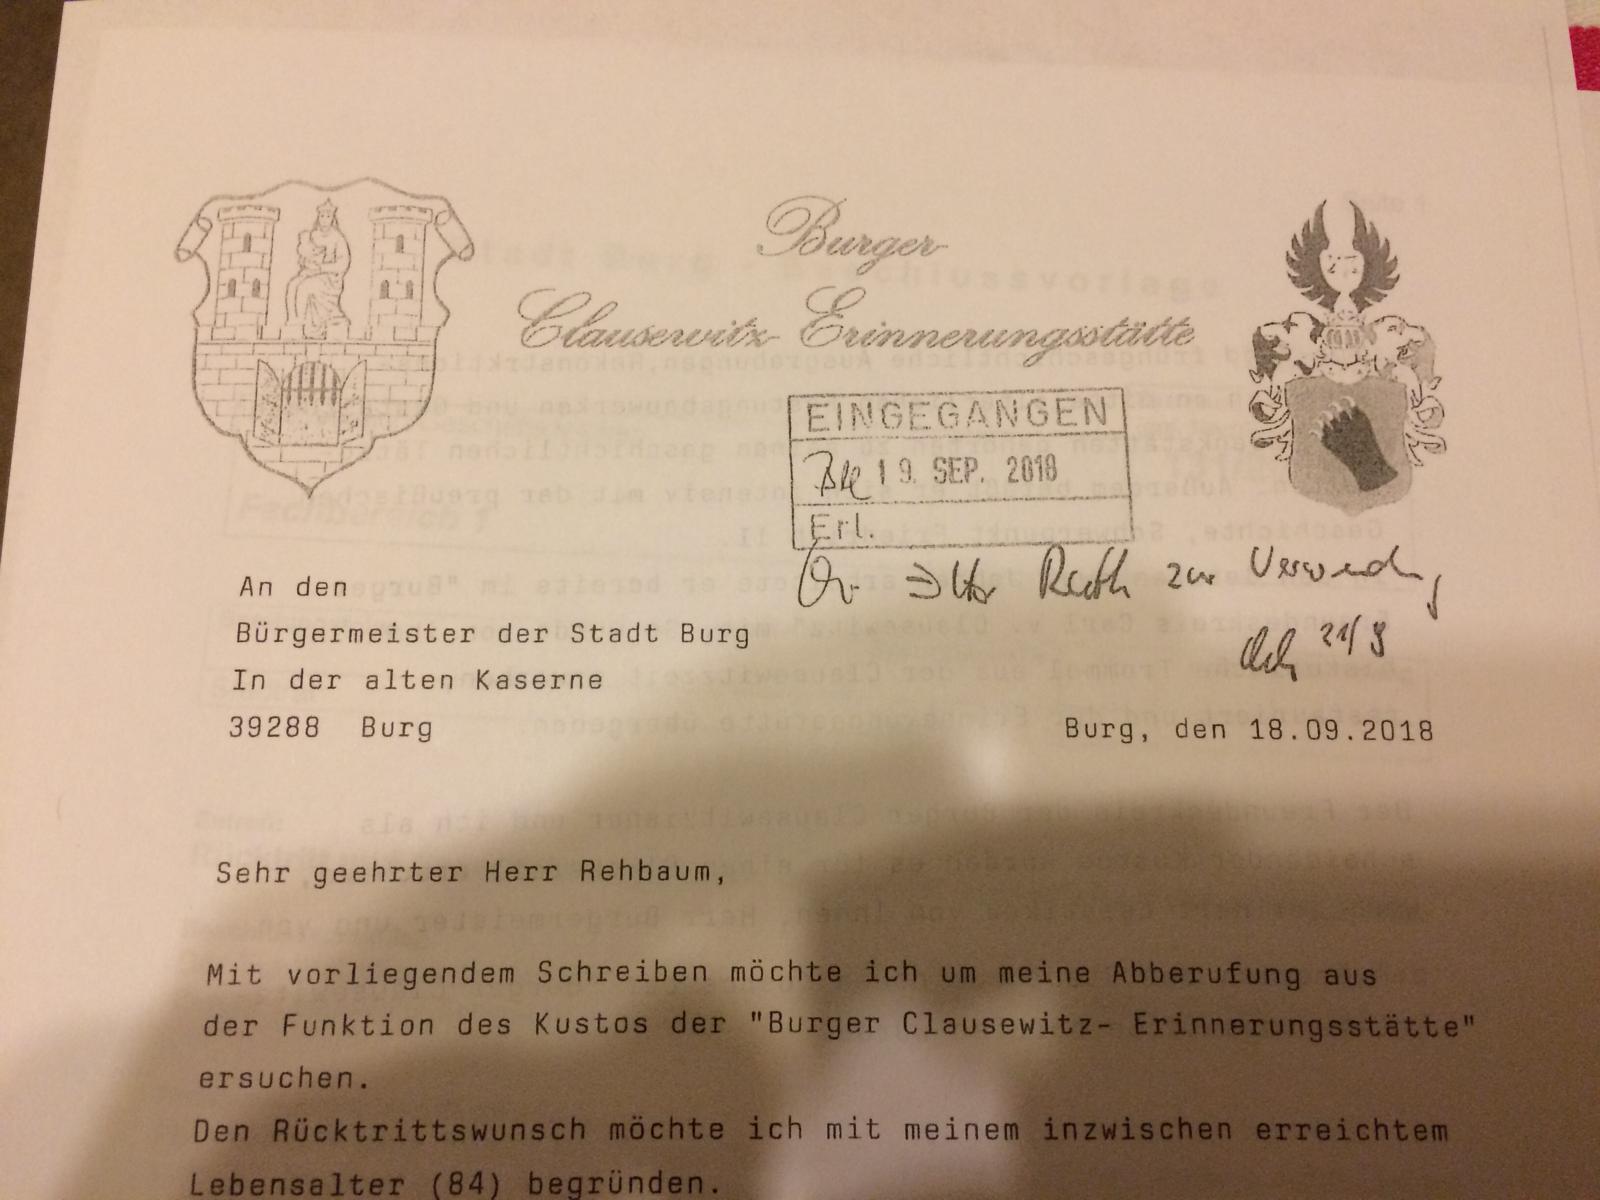 Burger
Clausewitz- Erinnerungsstätte
EINGEGANGEN
19. SEP. 2018
Erl.
zur
21/9
An den
Bürgermeister der Stadt Burg
In der alten Kaserne
39288 Burg
Burg, den 18.09.2018
Sehr geehrter Herr Rehbaum,
Mit vorliegendem Schreiben möchte ich um meine Abberufung aus
der Funktion des Kustos der "Burger Clausewitz- Erinnerungsstätte"
ersuchen.
Den Rücktrittswunsch möchte ich mit meinem inzwischen erreichtem
Lebensalter (84) begründen.